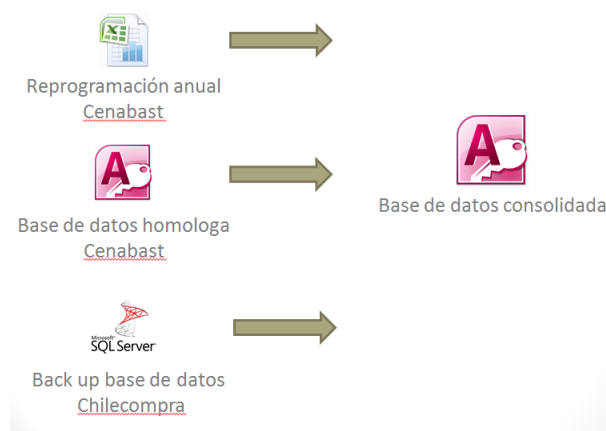 Reprogramación anual
Cenabast
Base de datos homologa
Cenabast
Base de datos consolidada
Microsoft
SQL Server
Back up base de datos
Chilecompra